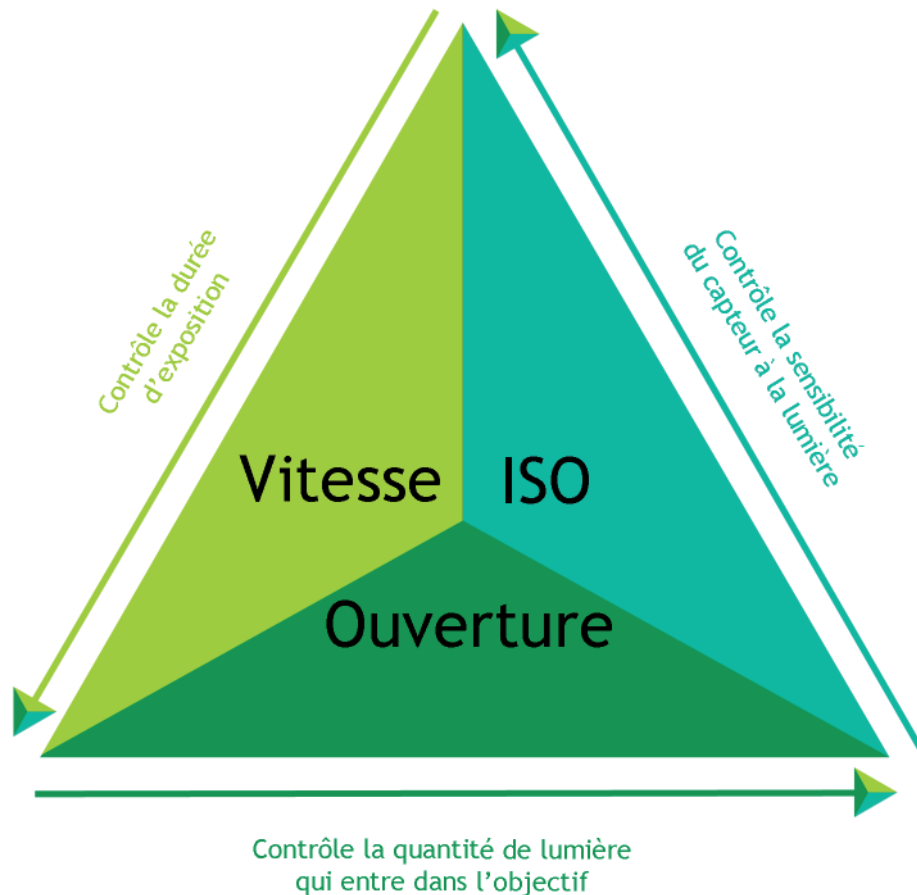 Contrôle la durée
d'exposition
Contrôle la sensibilité
du capteur à la lumière
Vitesse
ISO
Ouverture
Contrôle la quantité de lumière
qui entre dans l'objectif